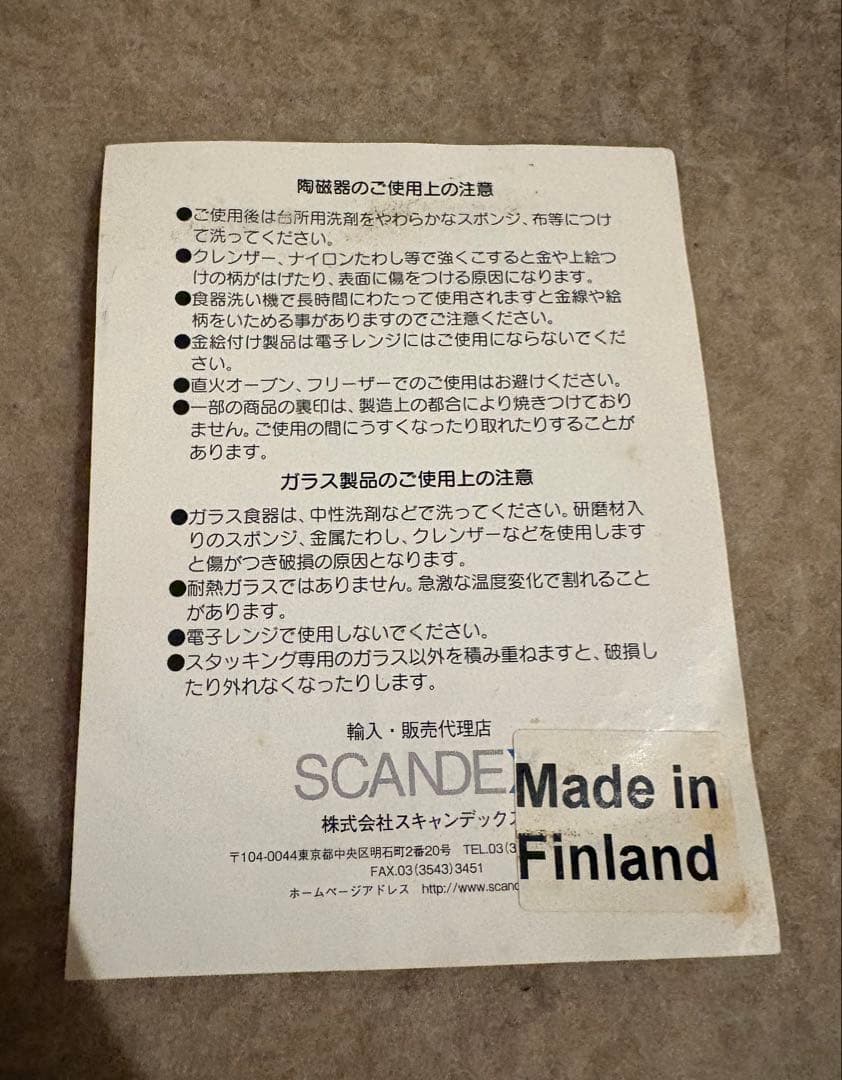 陶磁器のご使用上の注意
●ご使用後は台所用洗剤をやわらかなスポンジ、布等につけ
て洗ってください。
●クレンザー、ナイロンたわし等で強くこすると金や上絵つ
けの柄がはげたり、表面に傷をつける原因になります。
●食器洗い機で長時間にわたって使用されますと金線や絵
柄をいためる事がありますのでご注意ください。
●金絵付け製品は電子レンジにはご使用にならないでくだ
さい。
●直火オーブン、フリーザーでのご使用はお避けください。
●一部の商品の裏印は、製造上の都合により焼きつけており
ません。ご使用の間にうすくなったり取れたりすることが
あります。
ガラス製品のご使用上の注意
●ガラス食器は、中性洗剤などで洗ってください。研磨材入
りのスポンジ、金属たわし、クレンザーなどを使用します
と傷がつき破損の原因となります。
●耐熱ガラスではありません。急激な温度変化で割れること
があります。
●電子レンジで使用しないでください。
●スタッキング専用のガラス以外を積み重ねますと、破損し
たり外れなくなったりします。
輸入・販売代理店
SCANDEX
株式会社スキャンデックス
〒104-0044東京都中央区明石町2番20号 TEL.03(3
FAX.03(3543)3451
ホームページアドレス http://www.scand
Made in
Finland